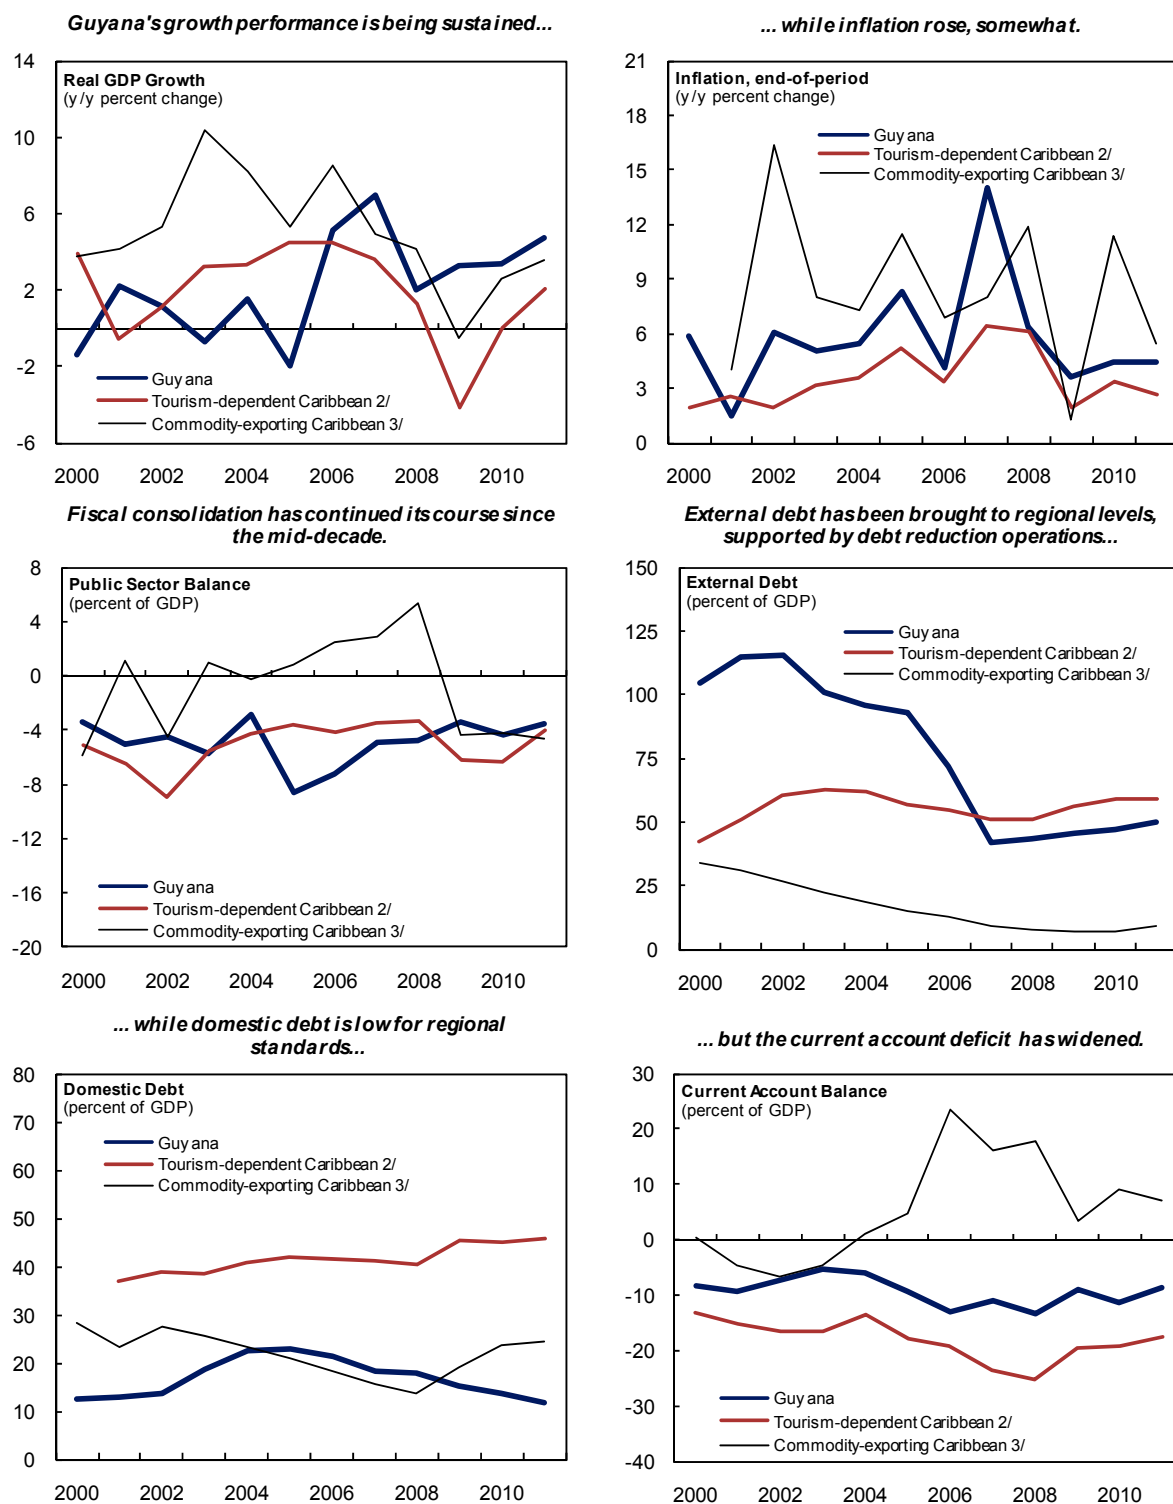 Guyana's growth performance is being sustained...
Real GDP Growth
(y/y percent change)
14
10
6
2
-2
-6
Guyana
Tourism-dependent Caribbean 2/
Commodity-exporting Caribbean 3/
2000 2002 2004 2006 2008 2010
... while inflation rose, somewhat.
Inflation, end-of-period
(y/y percent change)
21
18
15
12
9
6
3
0
Guyana
Tourism-dependent Caribbean 2/
Commodity-exporting Caribbean 3/
2000 2002 2004 2006 2008 2010
Fiscal consolidation has continued its course since
the mid-decade.
Public Sector Balance
(percent of GDP)
8
4
0
-4
-8
-12
-16
-20
Guyana
Tourism-dependent Caribbean 2/
Commodity-exporting Caribbean 3/
2000 2002 2004 2006 2008 2010
External debt has been brought to regional levels,
supported by debt reduction operations...
External Debt
(percent of GDP)
150
125
100
75
50
25
0
Guyana
Tourism-dependent Caribbean 2/
Commodity-exporting Caribbean 3/
2000 2002 2004 2006 2008 2010
... while domestic debt is low for regional
standards...
Domestic Debt
(percent of GDP)
80
70
60
50
40
30
20
10
0
Guyana
Tourism-dependent Caribbean 2/
Commodity-exporting Caribbean 3/
2000 2002 2004 2006 2008 2010
... but the current account deficit has widened.
Current Account Balance
(percent of GDP)
30
20
10
0
-10
-20
-30
-40
Guyana
Tourism-dependent Caribbean 2/
Commodity-exporting Caribbean 3/
2000 2002 2004 2006 2008 2010